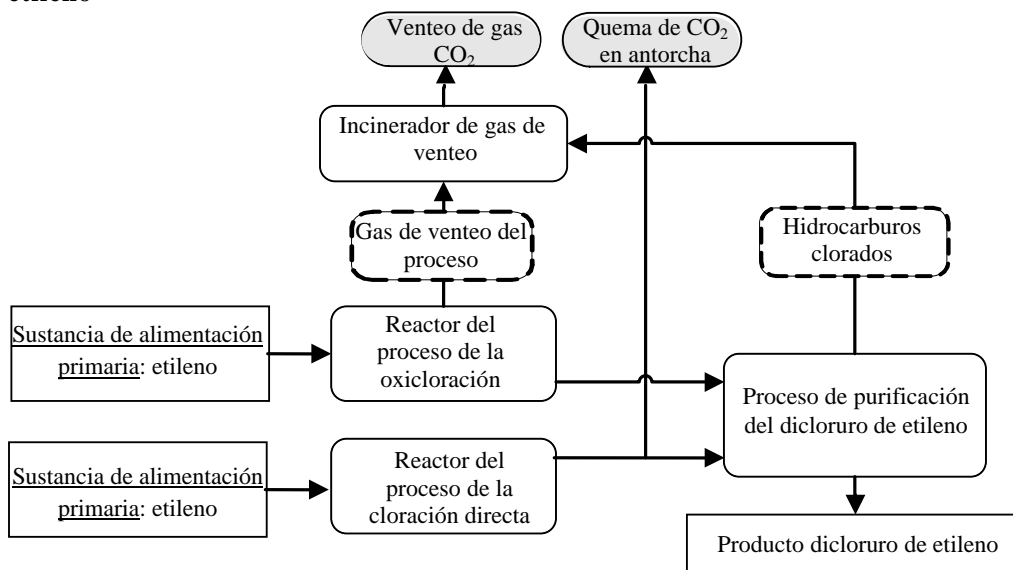 etileno
Venteo de gas
CO₂
Quema de CO₂
en antorcha
Incinerador de gas de
venteo
Gas de venteo del
proceso
Hidrocarburos
clorados
Sustancia de alimentación
primaria: etileno
Reactor del
proceso de la
oxicloración
Proceso de purificación
del dicloruro de etileno
Sustancia de alimentación
primaria: etileno
Reactor del
proceso de la
cloración directa
Producto dicloruro de etileno